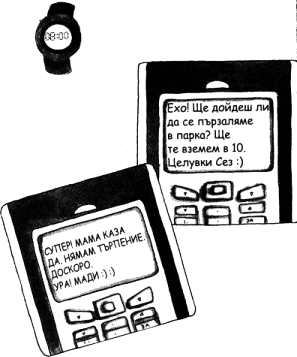 08:00
Ехо! Ще дойдеш ли
да се пързаляме
в парка? Ще
те вземем в 10.
Целувки Сез :)
СУПЕР! МАМА КАЗА
ДА. НЯМАМ ТЪРПЕНИЕ.
ДОСКОРО.
УРА! МАДИ :) :)